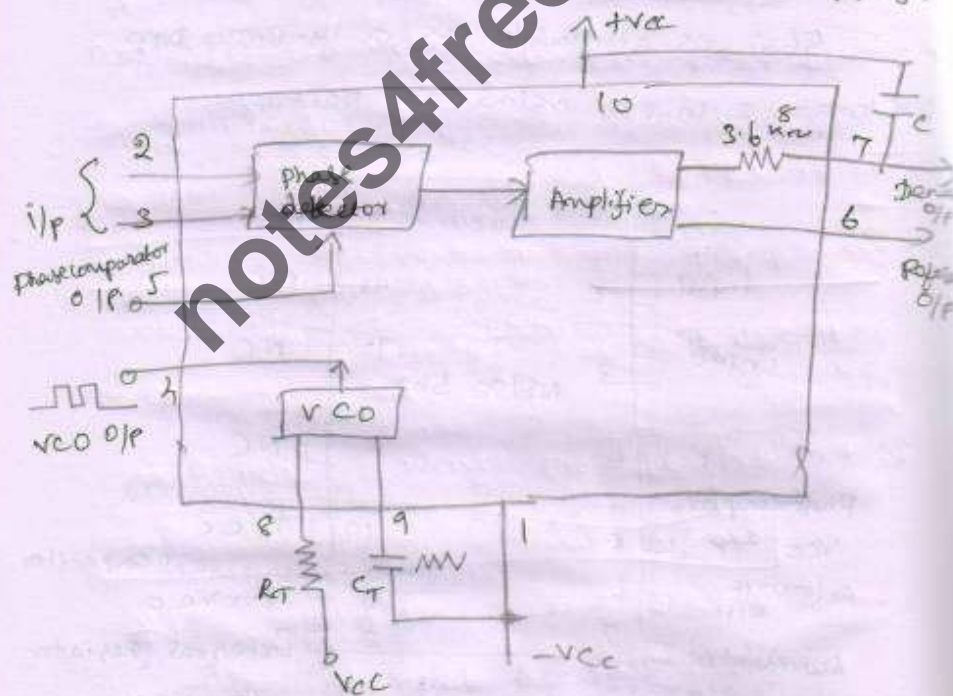 +Vcc
10
2
3
i/p
phase
detector
Amplifier
3.6
7
C
6
O/P
O/P
phase comparator
O/P 5
4
VCO
VCO O/P
8
9
1
RT
CT
-Vcc
Vcc
notes4free